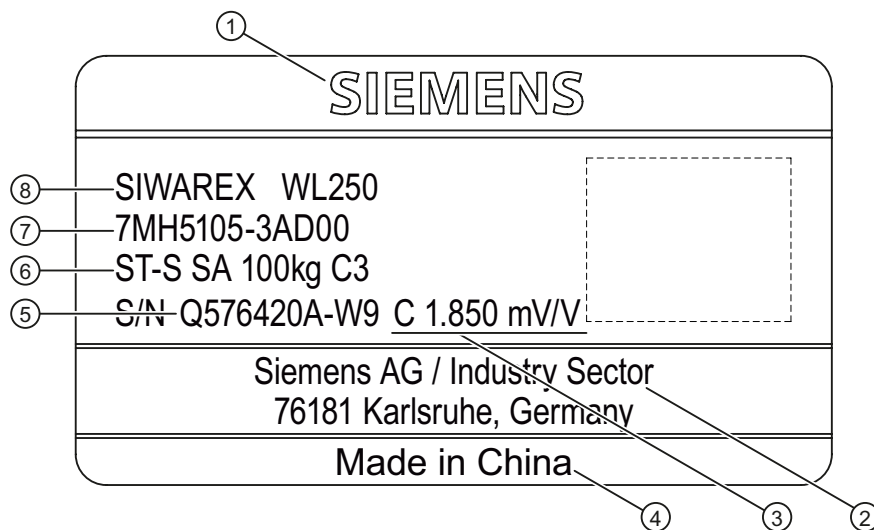 ①
SIEMENS
⑧ SIWAREX WL250
⑦ 7MH5105-3AD00
⑥ ST-S SA 100kg C3
⑤ S/N Q576420A-W9 C 1.850 mV/V
Siemens AG / Industry Sector
76181 Karlsruhe, Germany
Made in China
④ ③ ②